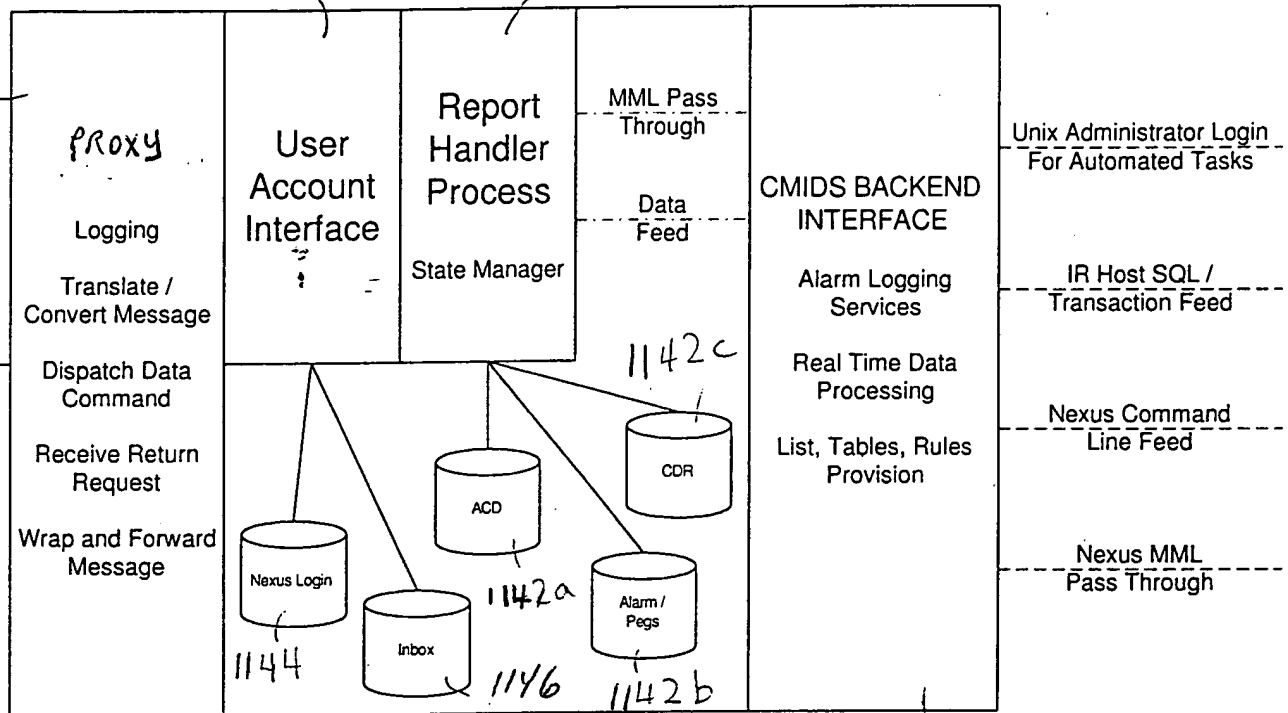 PROXY
Logging
Translate /
Convert Message
Dispatch Data
Command
Receive Return
Request
Wrap and Forward
Message
User
Account
Interface
Report
Handler
Process
State Manager
MML Pass
Through
Data
Feed
CMIDS BACKEND
INTERFACE
Alarm Logging
Services
Real Time Data
Processing
List, Tables, Rules
Provision
Unix Administrator Login
For Automated Tasks
IR Host SQL /
Transaction Feed
Nexus Command
Line Feed
Nexus MML
Pass Through
1142c
CDR
ACD
1142a
Nexus Login
1144
Inbox
1146
Alarm /
Pegs
1142b